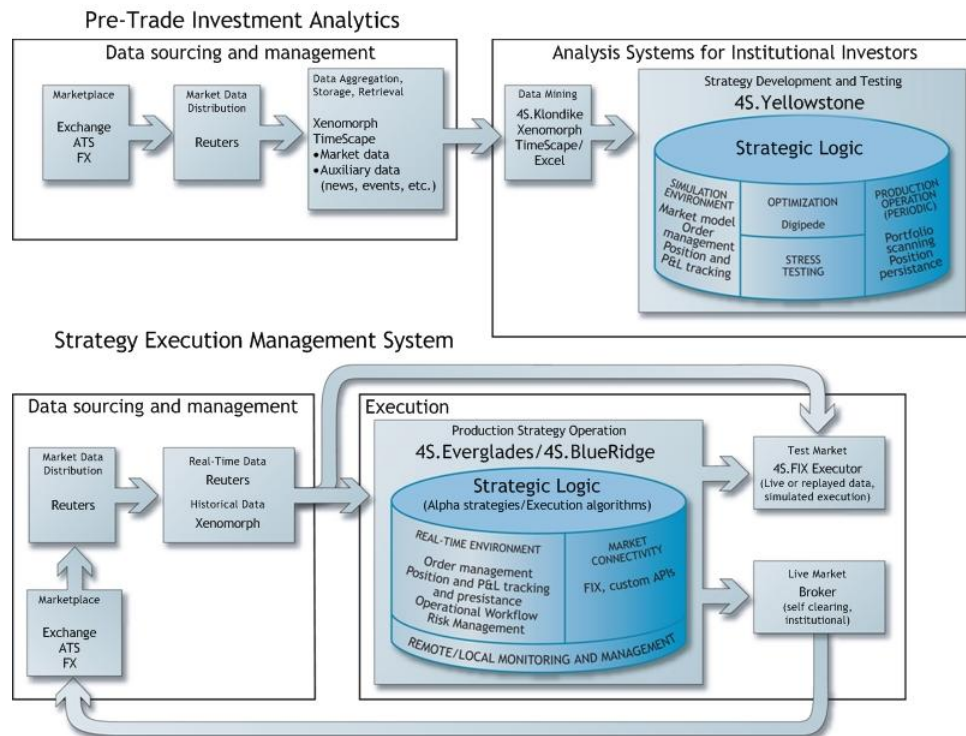 Pre-Trade Investment Analytics
Data sourcing and management
Marketplace
Exchange
ATS
FX
Market Data
Distribution
Reuters
Data Aggregation,
Storage, Retrieval
Xenomorph
TimeScape
•Market data
•Auxiliary data
(news, events, etc.)
Analysis Systems for Institutional Investors
Data Mining
4S.Klondike
Xenomorph
TimeScape/
Excel
Strategy Development and Testing
4S.Yellowstone
Strategic Logic
SIMULATION
ENVIRONMENT
Market model
Order
management
Position and
P&L tracking
OPTIMIZATION
Digipede
STRESS
TESTING
PRODUCTION
OPERATION
(PERIODIC)
Portfolio
scanning
Position
persistance
Strategy Execution Management System
Data sourcing and management
Market Data
Distribution
Reuters
Real-Time Data
Reuters
Historical Data
Xenomorph
Marketplace
Exchange
ATS
FX
Execution
Production Strategy Operation
4S.Everglades/4S.BlueRidge
Strategic Logic
(Alpha strategies/Execution algorithms)
REAL-TIME ENVIRONMENT
Order management
Position and P&L tracking
and presistance
Operational Workflow
Risk Management
MARKET
CONNECTIVITY
FIX, custom APIs
REMOTE/LOCAL MONITORING AND MANAGEMENT
Test Market
4S.FIX Executor
(Live or replayed data,
simulated execution)
Live Market
Broker
(self clearing,
institutional)